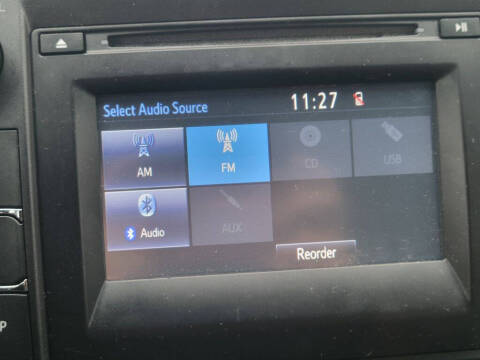 Select Audio Source 11:27
AM FM CD USB
Audio AUX
Reorder
P